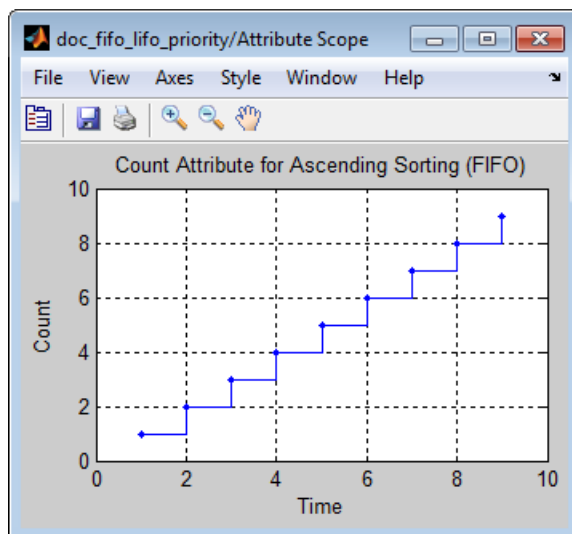 doc_fifo_lifo_priority/Attribute Scope
File View Axes Style Window Help
Count Attribute for Ascending Sorting (FIFO)
10
8
6
4
2
0
Count
0 2 4 6 8 10
Time